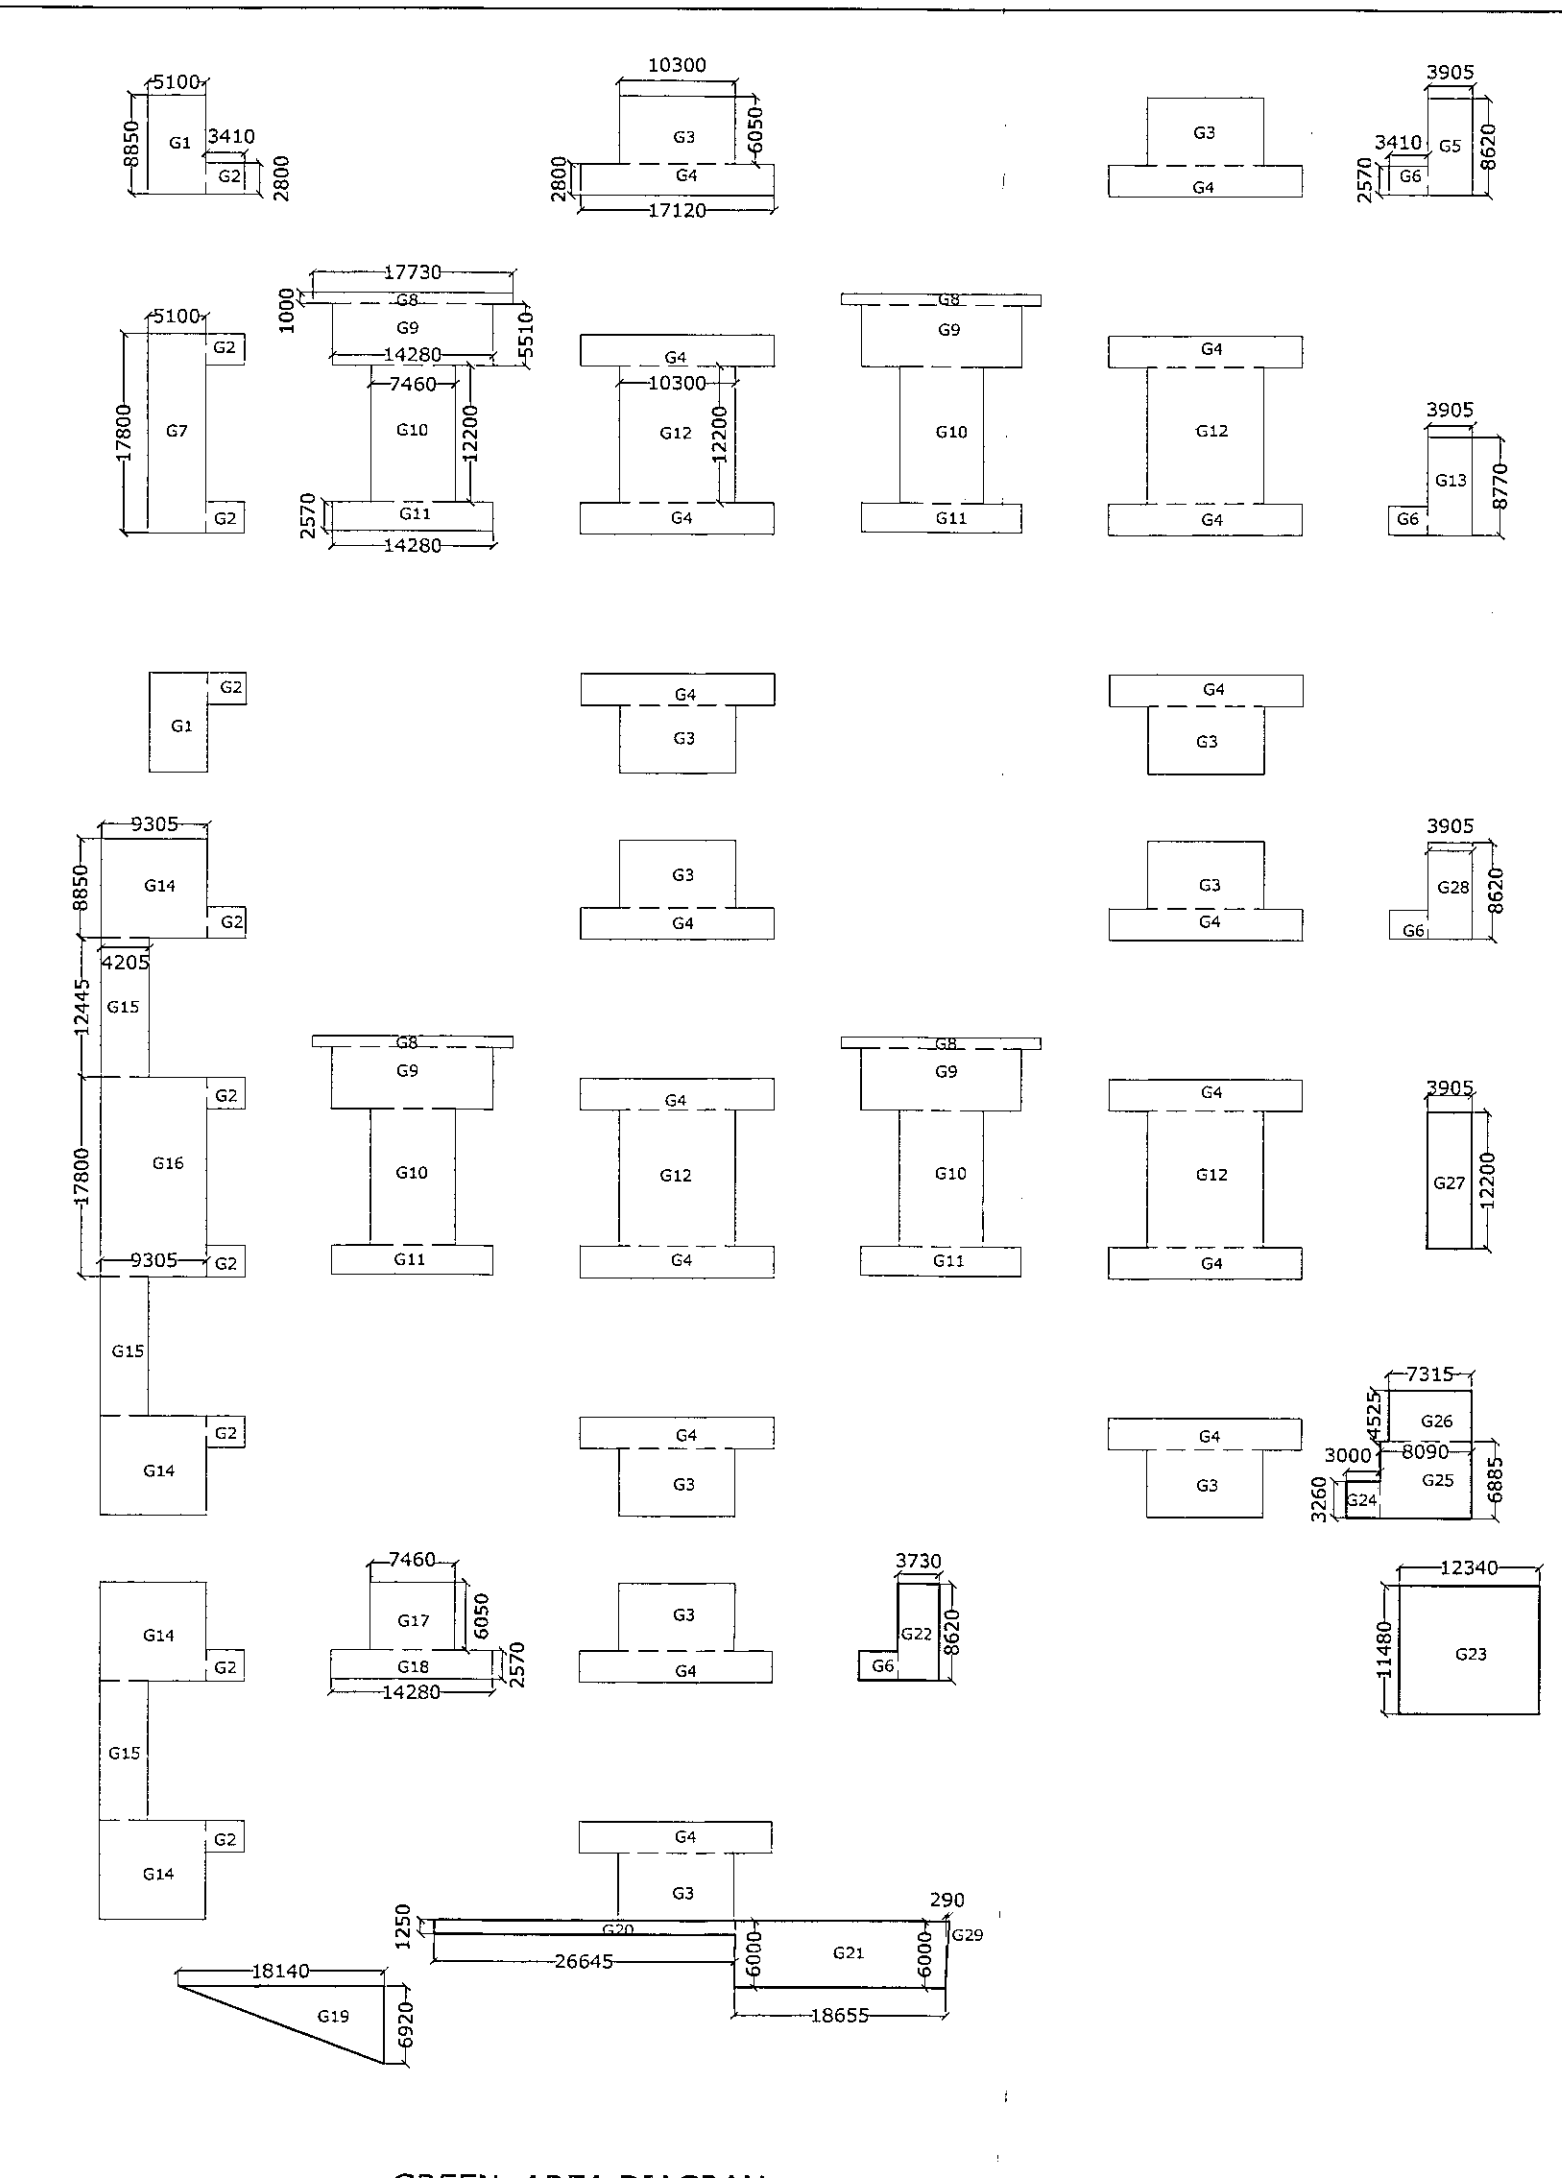 10300
3905
5100
G1
3410
G2
8850
2800
G3
6050
G4
2800
17120
G3
G4
3410
G5
G6
2570
8620
17730
1000
G8
G9
5510
14280
5100
G2
G7
17800
G2
7460
G10
12200
G11
2570
14280
G4
10300
G12
12200
G4
G8
G9
G10
G11
G4
G12
G4
3905
G13
G6
8770
G2
G1
G4
G3
G4
G3
9305
8850
G14
G2
G3
G4
G3
G4
3905
G28
G6
8620
4205
12445
G15
G8
G9
G10
G11
G2
G16
17800
9305
G2
G4
G12
G4
G8
G9
G10
G11
G4
G12
G4
3905
G27
12200
G15
G2
G14
G4
G3
G4
G3
7315
4525
G26
3000
8090
G25
6885
G24
3260
G14
G2
7460
G17
6050
G18
2570
14280
G3
G4
3730
G22
G6
8620
12340
11480
G23
G15
G2
G14
G4
G3
290
1250
G20
26645
6000
G21
6000
G29
18655
18140
G19
6920
GREEN AREA DIAGRAM